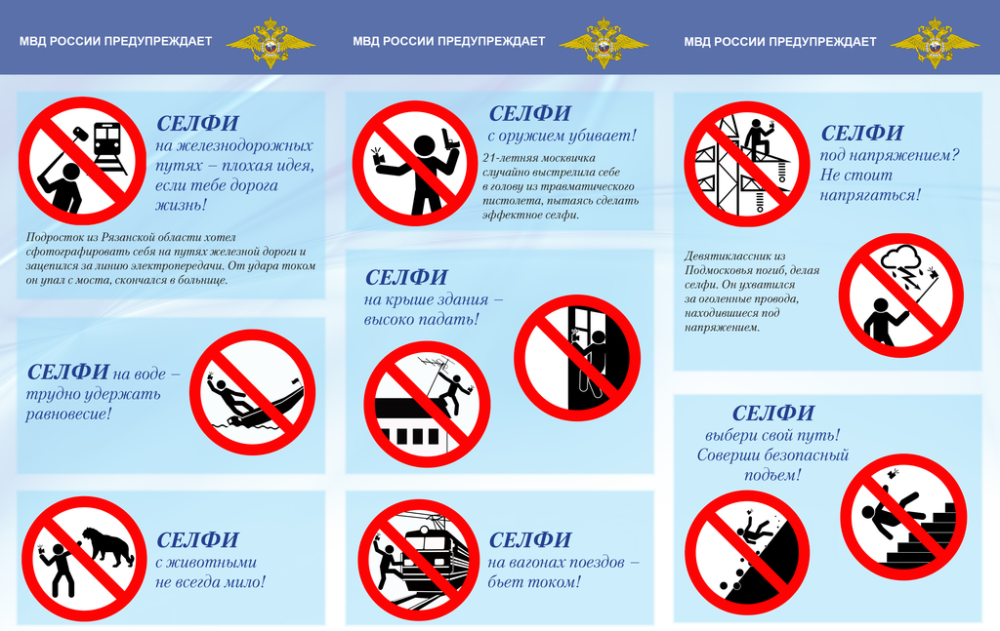 МВД РОССИИ ПРЕДУПРЕЖДАЕТ
СЕЛФИ
на железнодорожных
путях – плохая идея,
если тебе дорога
жизнь!
Подросток из Рязанской области хотел
сфотографировать себя на путях железной дороги и
зацепился за линию электропередачи. От удара током
он упал с моста, скончался в больнице.
СЕЛФИ на воде –
трудно удержать
равновесие!
СЕЛФИ
с животными
не всегда мило!
МВД РОССИИ ПРЕДУПРЕЖДАЕТ
СЕЛФИ
с оружием убивает!
21-летняя москвичка
случайно выстрелила себе
в голову из травматического
пистолета, пытаясь сделать
эффектное селфи.
СЕЛФИ
на крыше здания –
высоко падать!
СЕЛФИ
на вагонах поездов –
бьет током!
МВД РОССИИ ПРЕДУПРЕЖДАЕТ
СЕЛФИ
под напряжением?
Не стоит
напрягаться!
Девятиклассник из
Подмосковья погиб, делая
селфи. Он ухватился
за оголенные провода,
находившиеся под
напряжением.
СЕЛФИ
выбери свой путь!
Соверши безопасный
подъем!